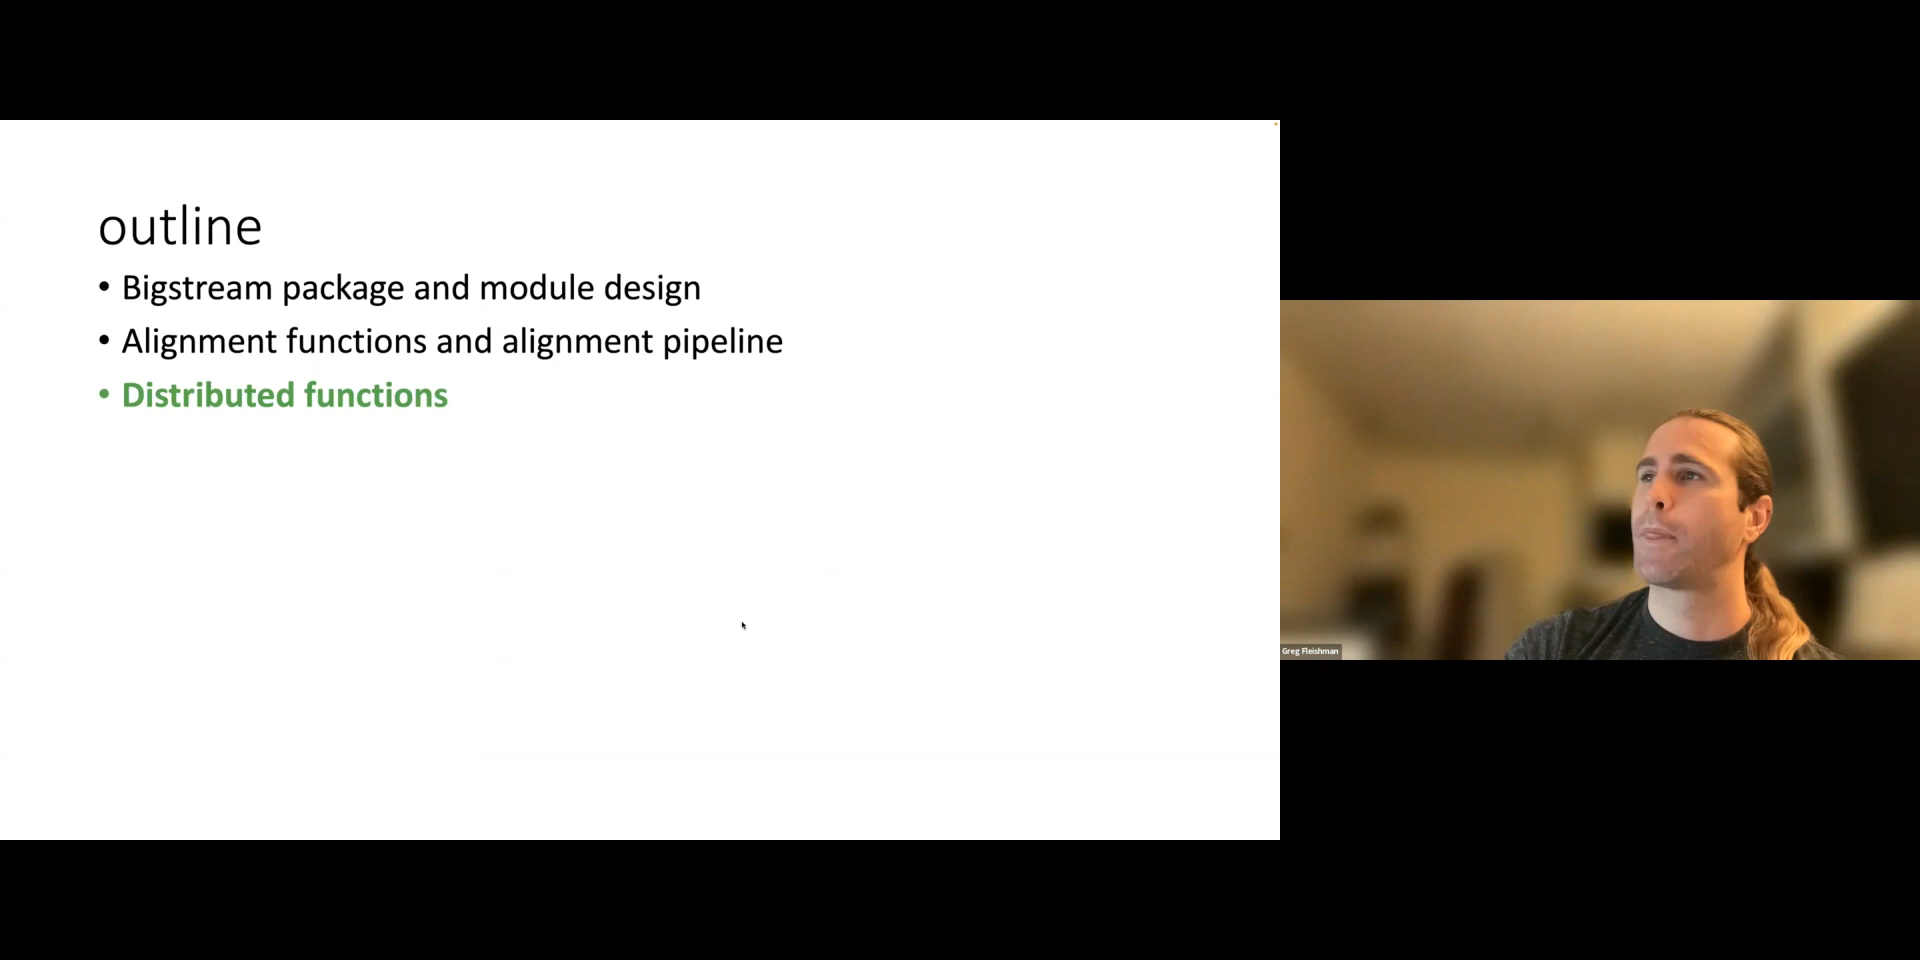 outline
• Bigstream package and module design
• Alignment functions and alignment pipeline
• Distributed functions
Greg Fleishman